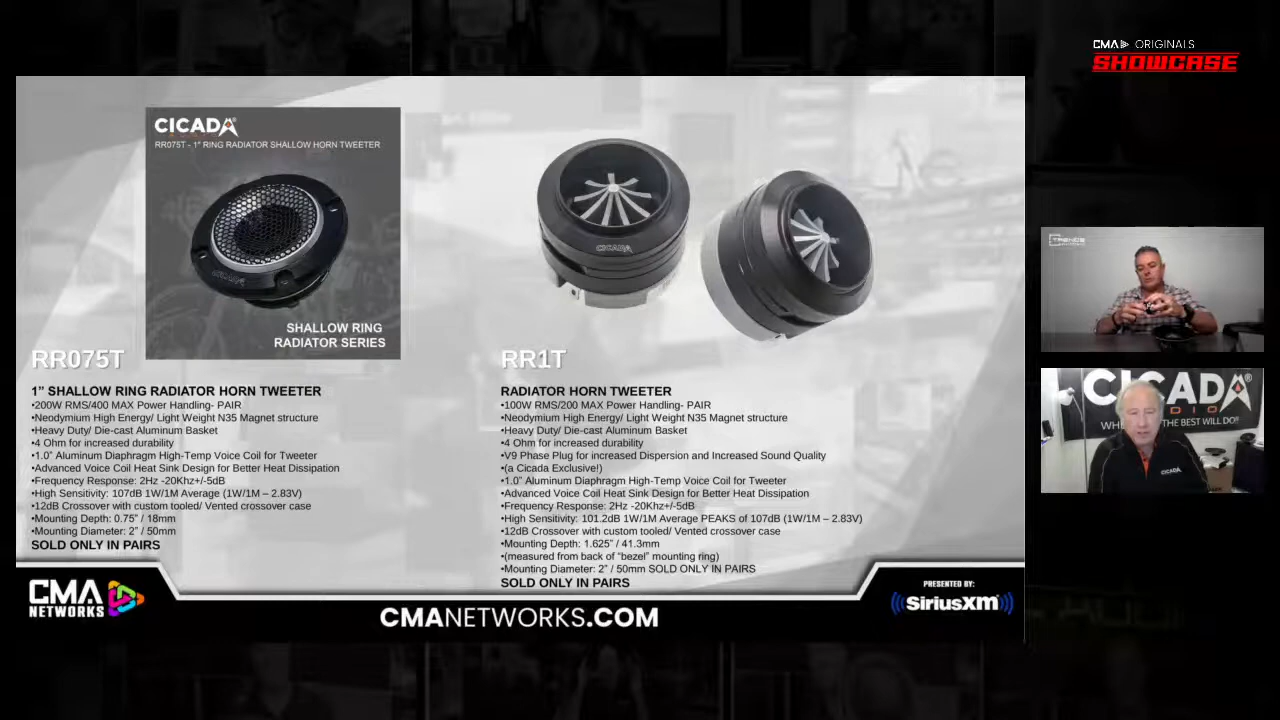 CMA ORIGINALS
SHOWCASE
CICADA
RR075T - 1" RING RADIATOR SHALLOW HORN TWEETER
CICADA
SHALLOW RING
RADIATOR SERIES
RR075T
1” SHALLOW RING RADIATOR HORN TWEETER
•200W RMS/400 MAX Power Handling- PAIR
•Neodymium High Energy/ Light Weight N35 Magnet structure
•Heavy Duty/ Die-cast Aluminum Basket
•4 Ohm for increased durability
•1.0” Aluminum Diaphragm High-Temp Voice Coil for Tweeter
•Advanced Voice Coil Heat Sink Design for Better Heat Dissipation
•Frequency Response: 2Hz -20Khz+/-5dB
•High Sensitivity: 107dB 1W/1M Average (1W/1M – 2.83V)
•12dB Crossover with custom tooled/ Vented crossover case
•Mounting Depth: 0.75” / 18mm
•Mounting Diameter: 2” / 50mm
SOLD ONLY IN PAIRS
RR1T
RADIATOR HORN TWEETER
•100W RMS/200 MAX Power Handling- PAIR
•Neodymium High Energy/ Light Weight N35 Magnet structure
•Heavy Duty/ Die-cast Aluminum Basket
•4 Ohm for increased durability
•V9 Phase Plug for increased Dispersion and Increased Sound Quality
•(a Cicada Exclusive!)
•1.0” Aluminum Diaphragm High-Temp Voice Coil for Tweeter
•Advanced Voice Coil Heat Sink Design for Better Heat Dissipation
•Frequency Response: 2Hz -20Khz+/-5dB
•High Sensitivity: 101.2dB 1W/1M Average PEAKS of 107dB (1W/1M – 2.83V)
•12dB Crossover with custom tooled/ Vented crossover case
•Mounting Depth: 1.625” / 41.3mm
•(measured from back of “bezel” mounting ring)
•Mounting Diameter: 2” / 50mm SOLD ONLY IN PAIRS
SOLD ONLY IN PAIRS
CICADA
THE BEST WILL DO!!
CICADA
CMA
NETWORKS
CMANETWORKS.COM
PRESENTED BY:
SiriusXM